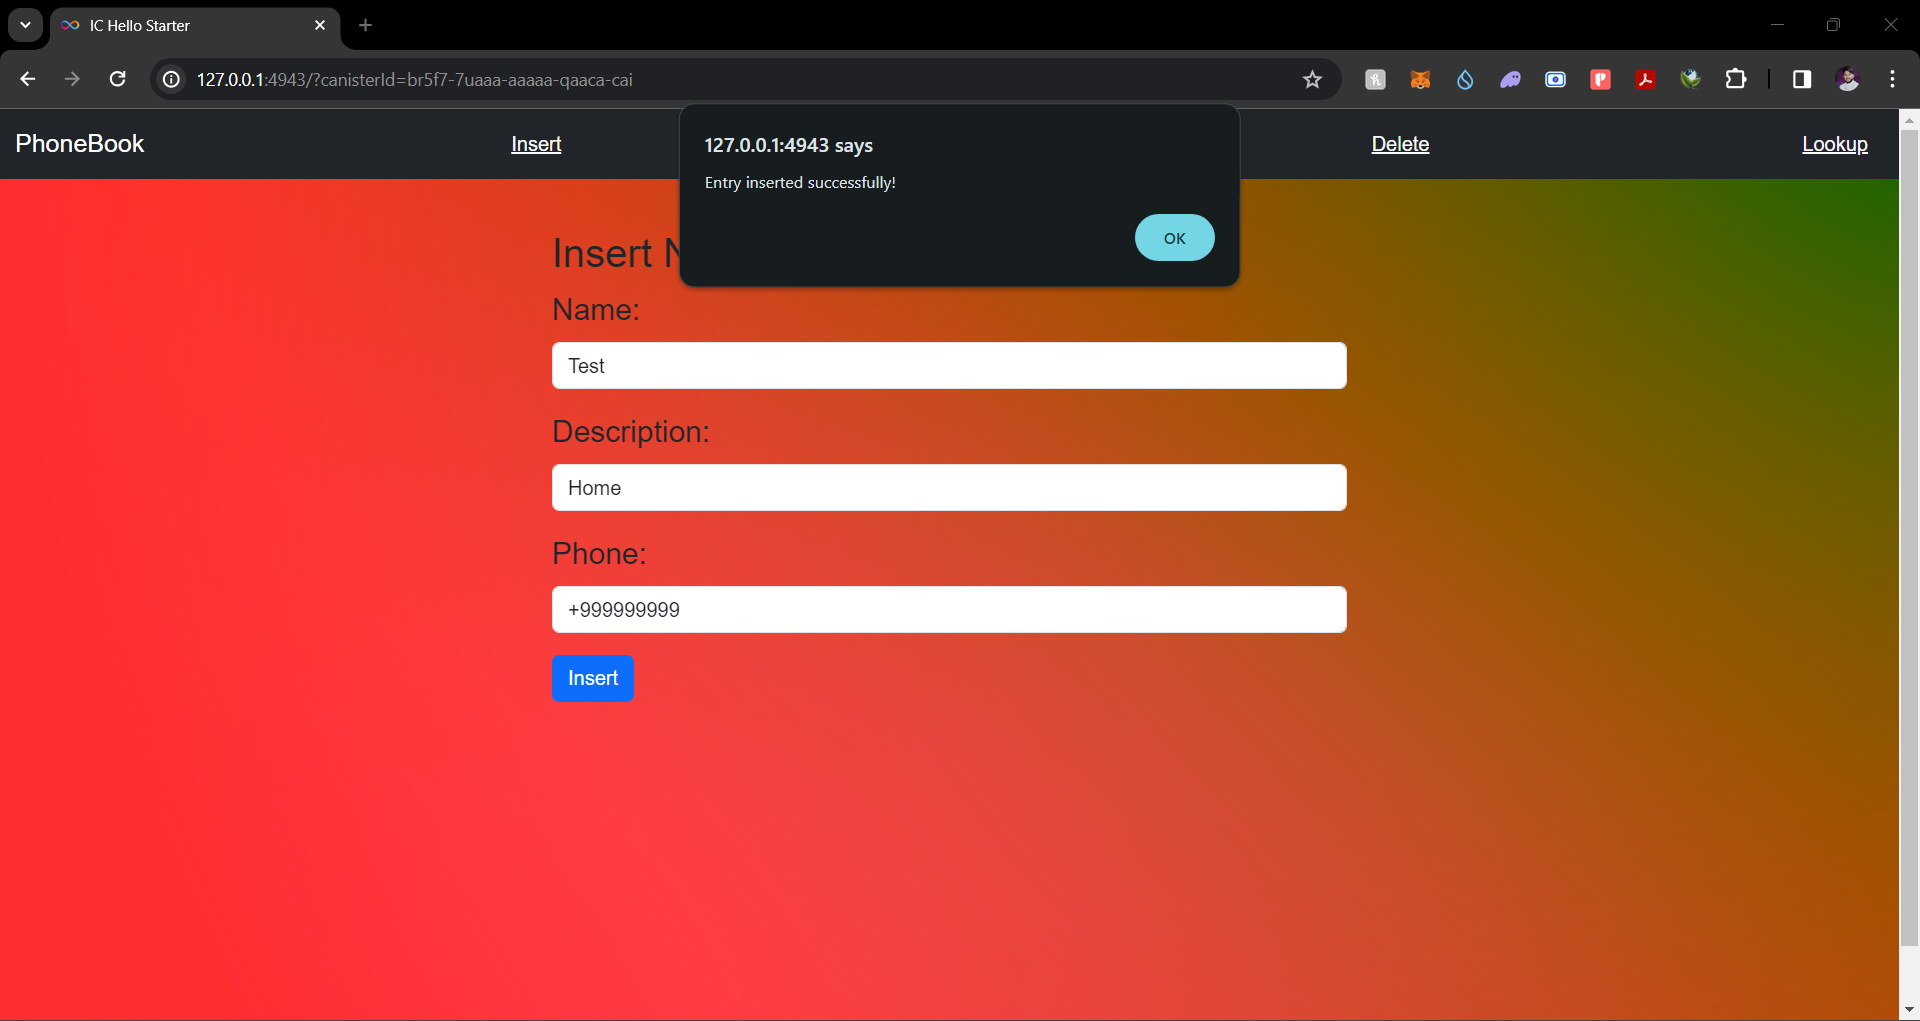 IC Hello Starter
127.0.0.1:4943/?canisterId=br5f7-7uaaa-aaaaa-qaaca-cai
PhoneBook Insert Delete Lookup
127.0.0.1:4943 says
Entry inserted successfully!
OK
Insert
Name:
Test
Description:
Home
Phone:
+999999999
Insert